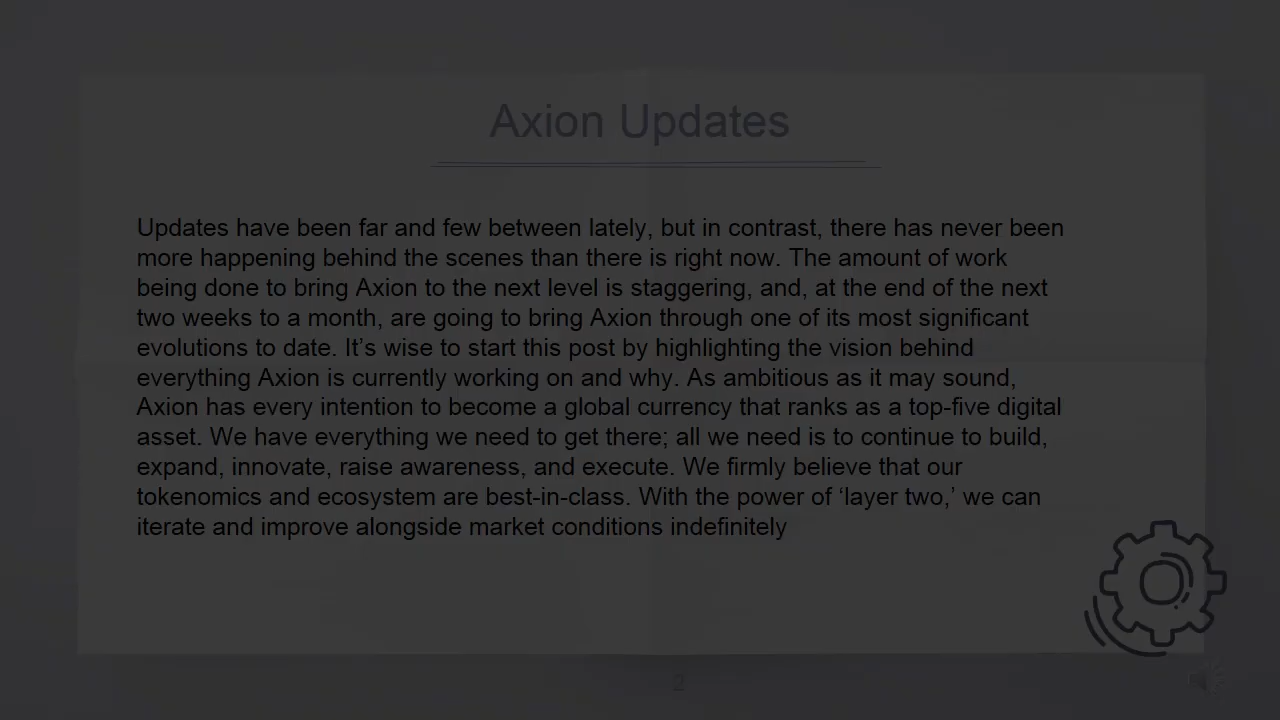 Axion Updates
Updates have been far and few between lately, but in contrast, there has never been
more happening behind the scenes than there is right now. The amount of work
being done to bring Axion to the next level is staggering, and, at the end of the next
two weeks to a month, are going to bring Axion through one of its most significant
evolutions to date. It’s wise to start this post by highlighting the vision behind
everything Axion is currently working on and why. As ambitious as it may sound,
Axion has every intention to become a global currency that ranks as a top-five digital
asset. We have everything we need to get there; all we need is to continue to build,
expand, innovate, raise awareness, and execute. We firmly believe that our
tokenomics and ecosystem are best-in-class. With the power of ‘layer two,’ we can
iterate and improve alongside market conditions indefinitely
2